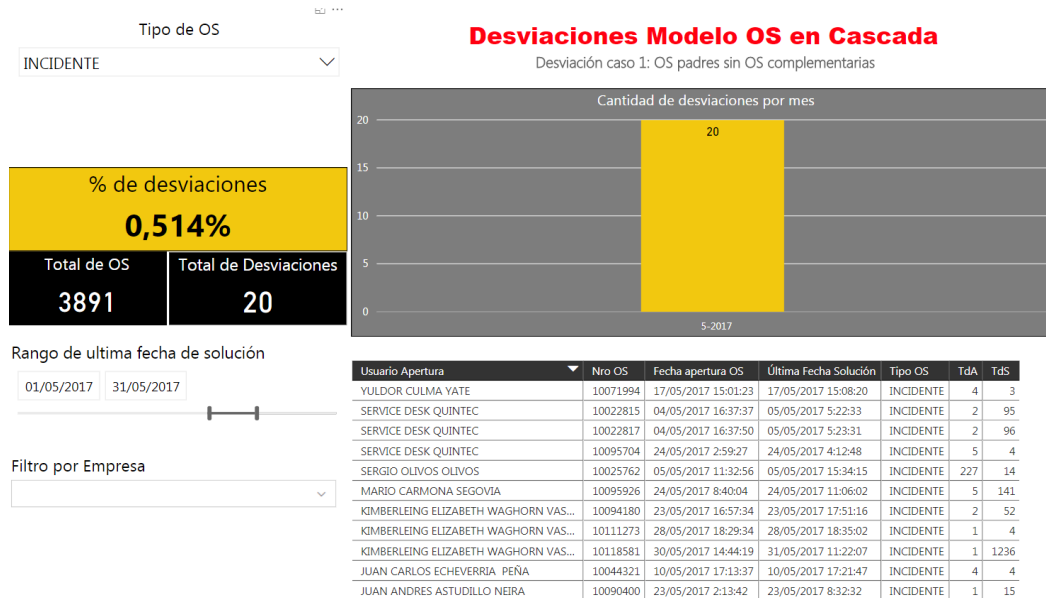 Tipo de OS
INCIDENTE
Desviaciones Modelo OS en Cascada
Desviación caso 1: OS padres sin OS complementarias
% de desviaciones
0,514%
Total de OS
3891
Total de Desviaciones
20
Rango de ultima fecha de solución
01/05/2017 31/05/2017
Filtro por Empresa
Cantidad de desviaciones por mes
20
20
15
10
5
0
5-2017
Usuario Apertura Nro OS Fecha apertura OS Última Fecha Solución Tipo OS TdA TdS
YULDOR CULMA YATE 10071994 17/05/2017 15:01:23 17/05/2017 15:08:20 INCIDENTE 4 3
SERVICE DESK QUINTEC 10022815 04/05/2017 16:37:37 05/05/2017 5:22:33 INCIDENTE 2 95
SERVICE DESK QUINTEC 10022817 04/05/2017 16:37:50 05/05/2017 5:23:31 INCIDENTE 2 96
SERVICE DESK QUINTEC 10095704 24/05/2017 2:59:27 24/05/2017 4:12:48 INCIDENTE 5 4
SERGIO OLIVOS OLIVOS 10025762 05/05/2017 11:32:56 05/05/2017 15:34:15 INCIDENTE 227 14
MARIO CARMONA SEGOVIA 10095926 24/05/2017 8:40:04 24/05/2017 11:06:02 INCIDENTE 5 141
KIMBERLEING ELIZABETH WAGHORN VAS... 10094180 23/05/2017 16:57:34 23/05/2017 17:51:16 INCIDENTE 2 52
KIMBERLEING ELIZABETH WAGHORN VAS... 10111273 28/05/2017 18:29:34 28/05/2017 18:35:02 INCIDENTE 1 4
KIMBERLEING ELIZABETH WAGHORN VAS... 10118581 30/05/2017 14:44:19 31/05/2017 11:22:07 INCIDENTE 1 1236
JUAN CARLOS ECHEVERRIA PEÑA 10044321 10/05/2017 17:13:37 10/05/2017 17:21:47 INCIDENTE 4 4
JUAN ANDRES ASTUDILLO NEIRA 10090400 23/05/2017 2:13:42 23/05/2017 8:32:32 INCIDENTE 1 15